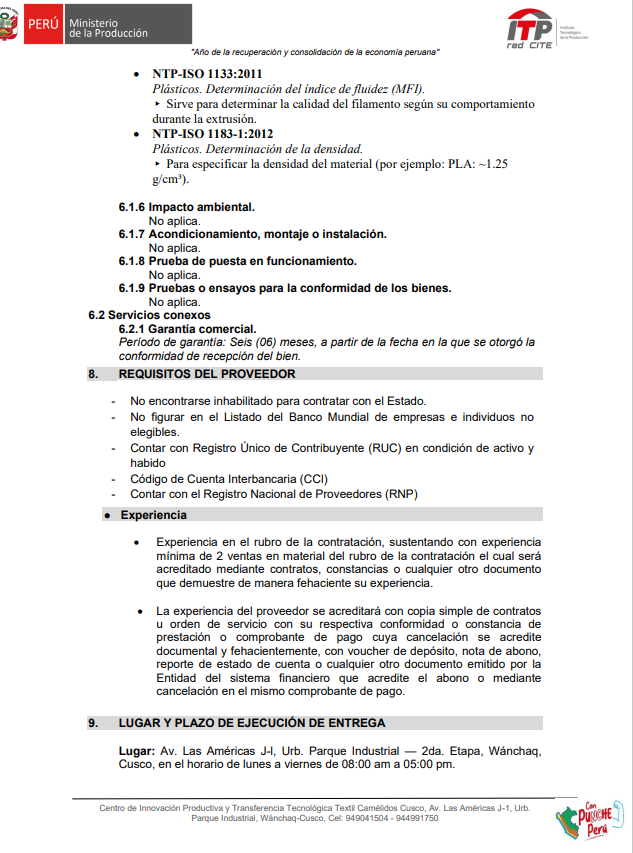 PERÚ
Ministerio
de la Producción
ITP
red CITE
Instituto
Tecnológico
de la Producción
"Año de la recuperación y consolidación de la economía peruana"
• NTP-ISO 1133:2011
Plásticos. Determinación del índice de fluidez (MFI).
‣ Sirve para determinar la calidad del filamento según su comportamiento
durante la extrusión.
• NTP-ISO 1183-1:2012
Plásticos. Determinación de la densidad.
‣ Para especificar la densidad del material (por ejemplo: PLA: ~1.25
g/cm³).
6.1.6 Impacto ambiental.
No aplica.
6.1.7 Acondicionamiento, montaje o instalación.
No aplica.
6.1.8 Prueba de puesta en funcionamiento.
No aplica.
6.1.9 Pruebas o ensayos para la conformidad de los bienes.
No aplica.
6.2 Servicios conexos
6.2.1 Garantía comercial.
Período de garantía: Seis (06) meses, a partir de la fecha en la que se otorgó la
conformidad de recepción del bien.
8. REQUISITOS DEL PROVEEDOR
- No encontrarse inhabilitado para contratar con el Estado.
- No figurar en el Listado del Banco Mundial de empresas e individuos no
elegibles.
- Contar con Registro Único de Contribuyente (RUC) en condición de activo y
habido
- Código de Cuenta Interbancaria (CCI)
- Contar con el Registro Nacional de Proveedores (RNP)
• Experiencia
• Experiencia en el rubro de la contratación, sustentando con experiencia
mínima de 2 ventas en material del rubro de la contratación el cual será
acreditado mediante contratos, constancias o cualquier otro documento
que demuestre de manera fehaciente su experiencia.
• La experiencia del proveedor se acreditará con copia simple de contratos
u orden de servicio con su respectiva conformidad o constancia de
prestación o comprobante de pago cuya cancelación se acredite
documental y fehacientemente, con voucher de depósito, nota de abono,
reporte de estado de cuenta o cualquier otro documento emitido por la
Entidad del sistema financiero que acredite el abono o mediante
cancelación en el mismo comprobante de pago.
9. LUGAR Y PLAZO DE EJECUCIÓN DE ENTREGA
Lugar: Av. Las Américas J-I, Urb. Parque Industrial — 2da. Etapa, Wánchaq,
Cusco, en el horario de lunes a viernes de 08:00 am a 05:00 pm.
Centro de Innovación Productiva y Transferencia Tecnológica Textil Camélidos Cusco, Av. Las Américas J-1, Urb.
Parque Industrial, Wánchaq-Cusco, Cel: 949041504 - 944991750
Con
Punche
Perú